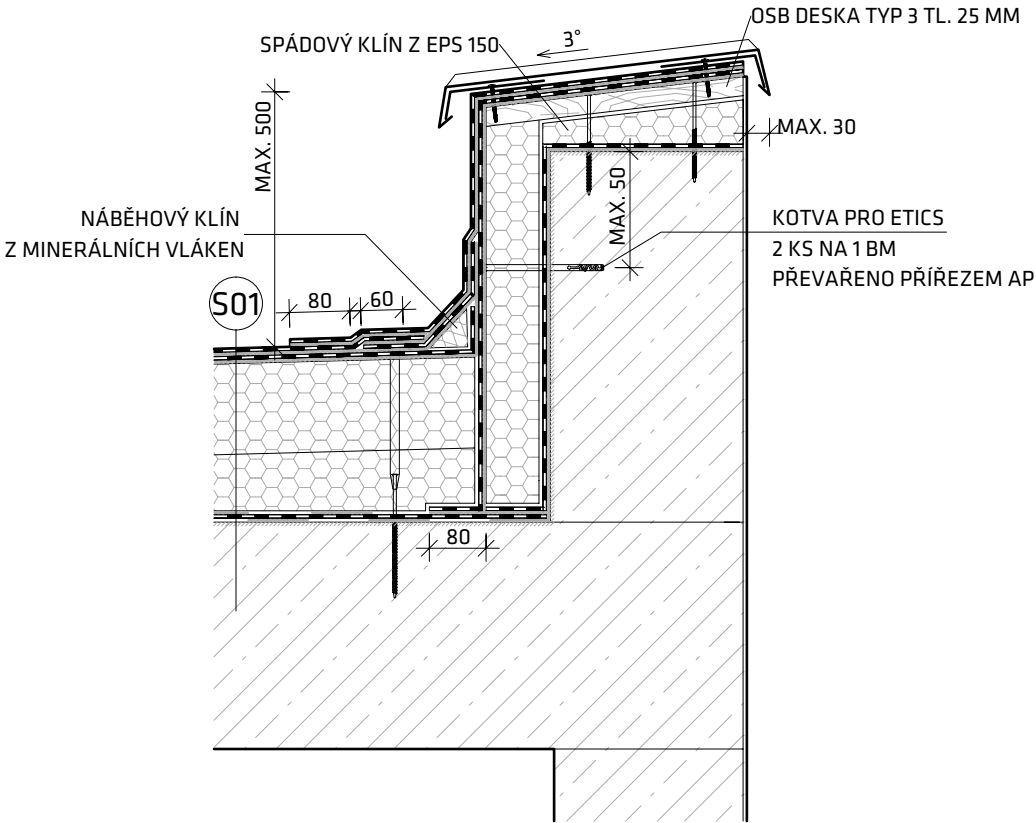 OSB DESKA TYP 3 TL. 25 MM
SPÁDOVÝ KLÍN Z EPS 150
3°
MAX. 500
MAX. 30
MAX. 50
NÁBĚHOVÝ KLÍN
Z MINERÁLNÍCH VLÁKEN
KOTVA PRO ETICS
2 KS NA 1 BM
PŘEVAŘENO PŘÍŘEZEM AP
S01
80
60
80